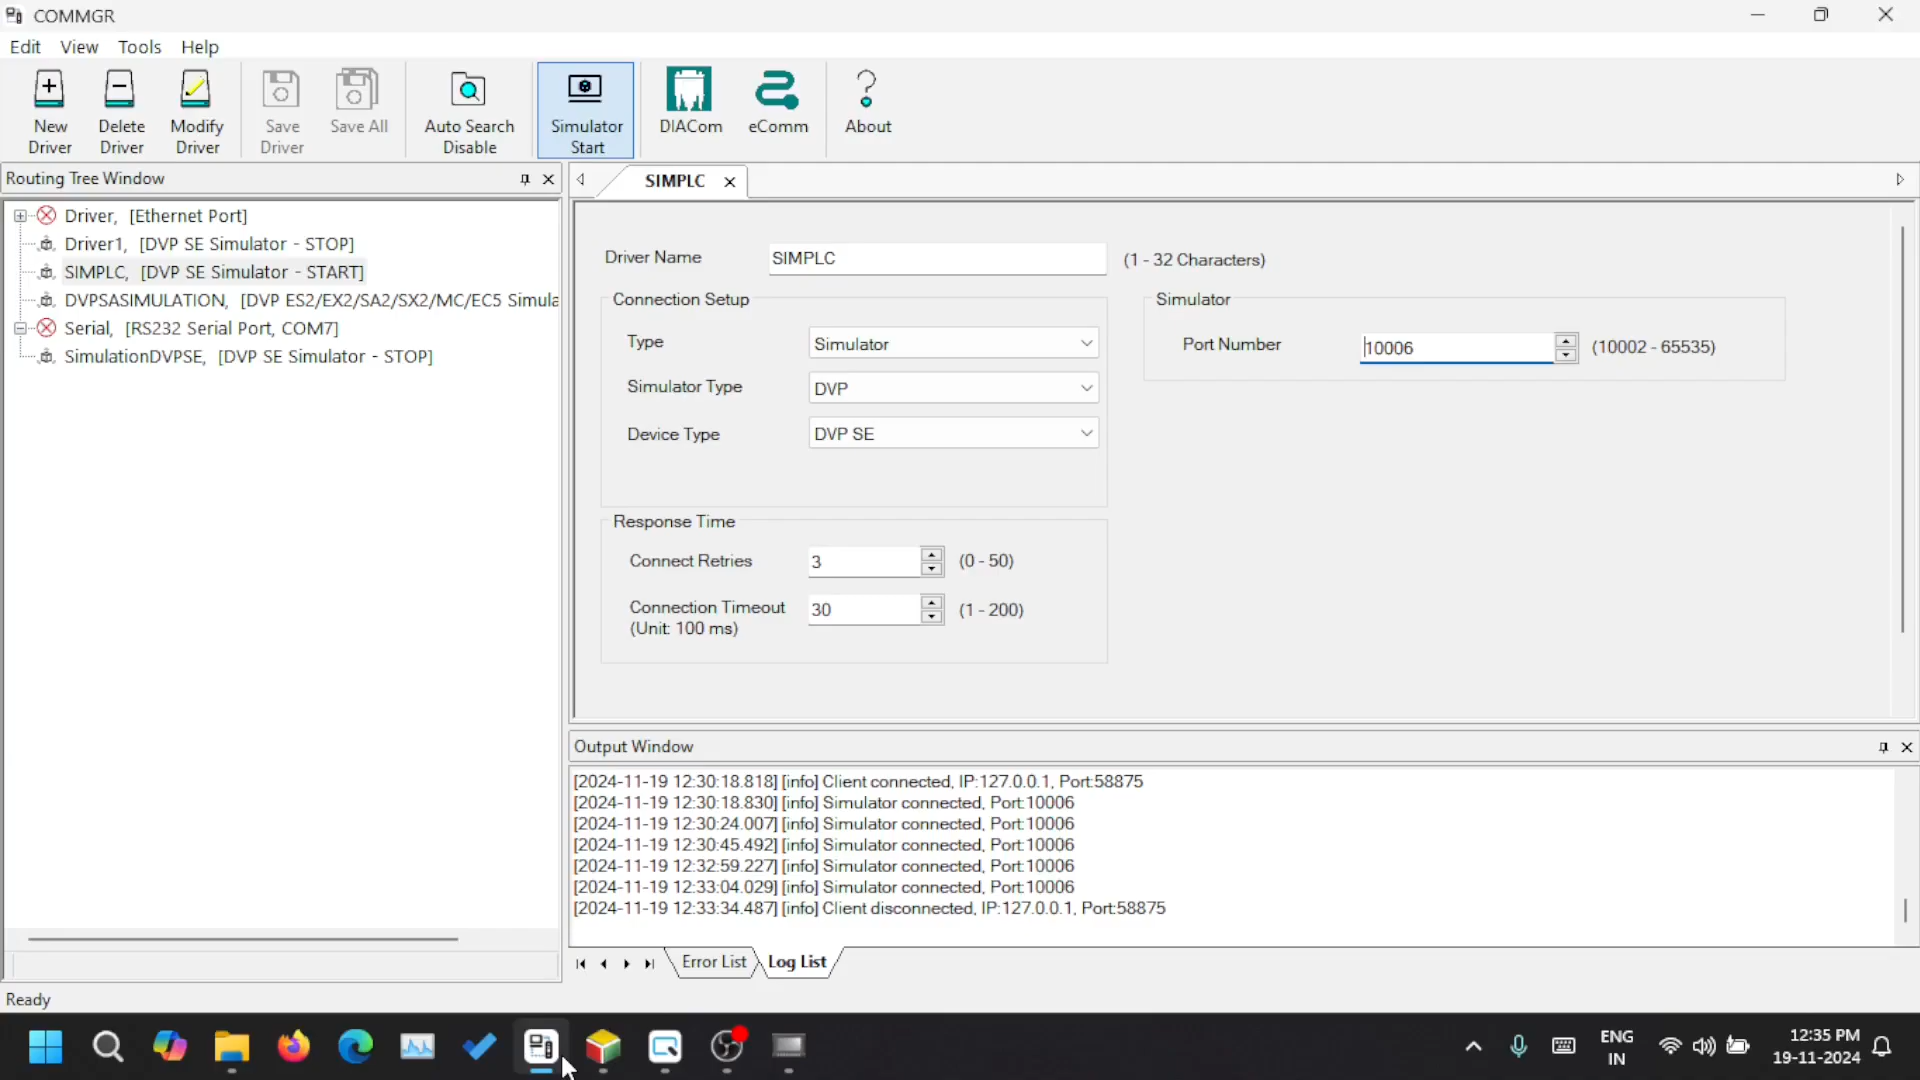 COMMGR
Edit View Tools Help
New Driver
Delete Driver
Modify Driver
Save Driver
Save All
Auto Search Disable
Simulator Start
DIACom
eComm
About
Routing Tree Window
Driver, [Ethernet Port]
Driver1, [DVP SE Simulator - STOP]
SIMPLC, [DVP SE Simulator - START]
DVPSASIMULATION, [DVP ES2/EX2/SA2/SX2/MC/EC5 Simula
Serial, [RS232 Serial Port, COM7]
SimulationDVPSE, [DVP SE Simulator - STOP]
SIMPLC
Driver Name SIMPLC (1 - 32 Characters)
Connection Setup
Type Simulator
Simulator Type DVP
Device Type DVP SE
Simulator
Port Number 10006 (10002 - 65535)
Response Time
Connect Retries 3 (0 - 50)
Connection Timeout 30 (1 - 200)
(Unit: 100 ms)
Output Window
[2024-11-19 12:30:18.818] [info] Client connected, IP:127.0.0.1, Port:58875
[2024-11-19 12:30:18.830] [info] Simulator connected, Port:10006
[2024-11-19 12:30:24.007] [info] Simulator connected, Port:10006
[2024-11-19 12:30:45.492] [info] Simulator connected, Port:10006
[2024-11-19 12:32:59.227] [info] Simulator connected, Port:10006
[2024-11-19 12:33:04.029] [info] Simulator connected, Port:10006
[2024-11-19 12:33:34.487] [info] Client disconnected, IP:127.0.0.1, Port:58875
Error List Log List
Ready
ENG
IN
12:35 PM
19-11-2024